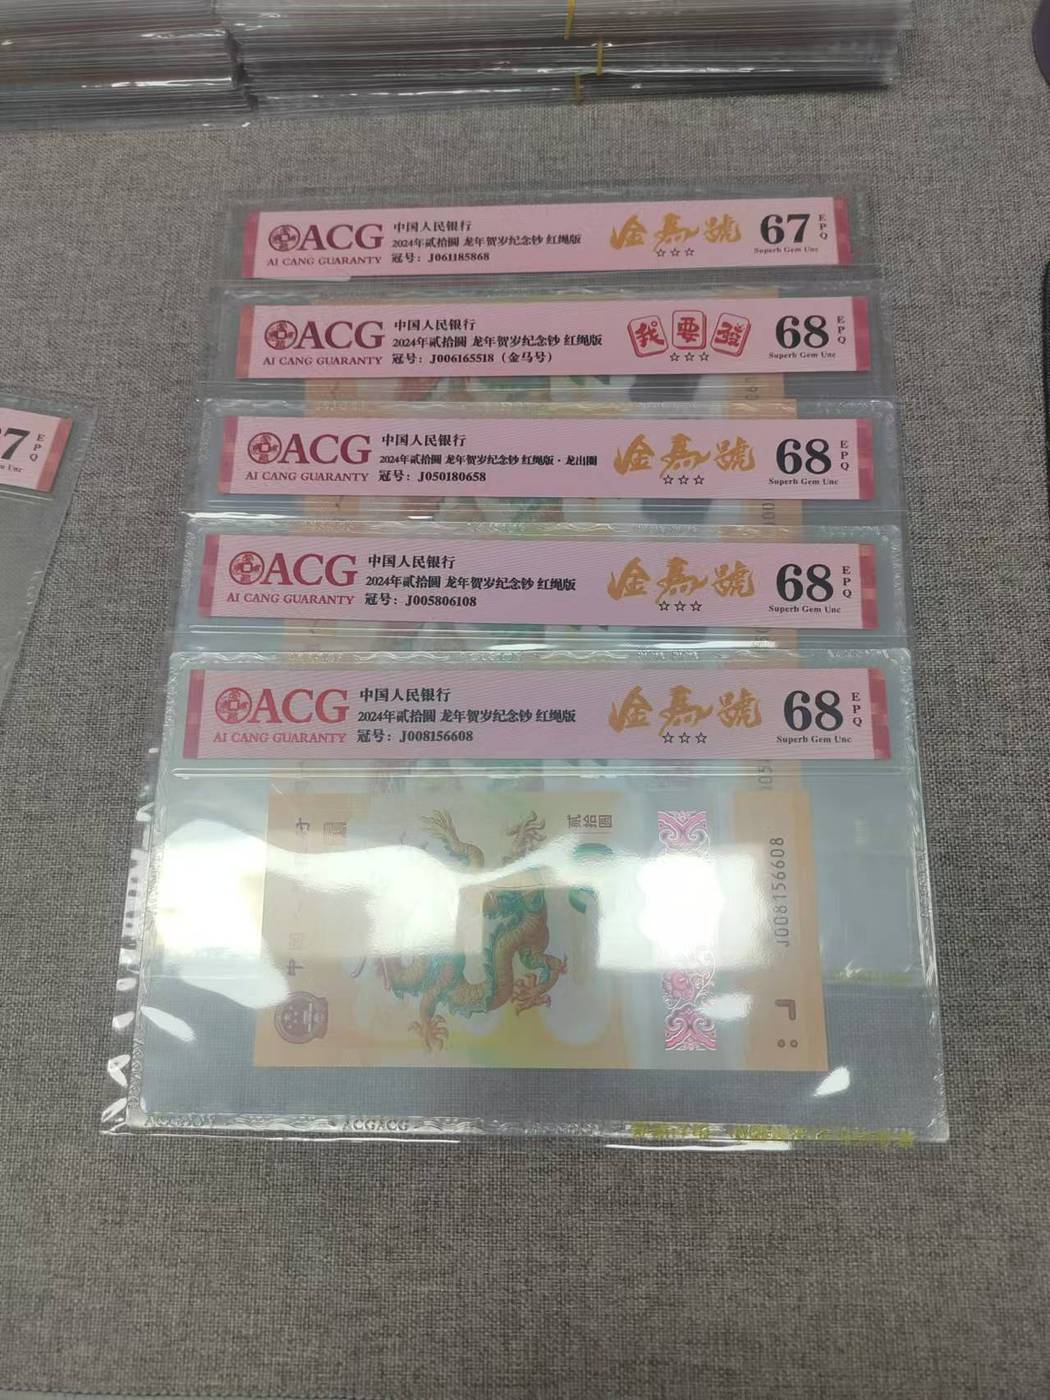 ACG
AI CANG GUARANTY
中国人民银行
2024年贰拾圆 龙年贺岁纪念钞 红绳版
冠号：J061185868
金馬號
☆☆☆
67
EPQ
Superb Gem Unc
ACG
AI CANG GUARANTY
中国人民银行
2024年贰拾圆 龙年贺岁纪念钞 红绳版
冠号：J006165518（金马号）
我要發
☆☆☆
68
EPQ
Superb Gem Unc
ACG
AI CANG GUARANTY
中国人民银行
2024年贰拾圆 龙年贺岁纪念钞 红绳版·龙出圈
冠号：J050180658
金馬號
☆☆☆
68
EPQ
Superb Gem Unc
7
EPQ
ACG
AI CANG GUARANTY
中国人民银行
2024年贰拾圆 龙年贺岁纪念钞 红绳版
冠号：J005806108
金馬號
☆☆☆
68
EPQ
Superb Gem Unc
ACG
AI CANG GUARANTY
中国人民银行
2024年贰拾圆 龙年贺岁纪念钞 红绳版
冠号：J008156608
金馬號
☆☆☆
68
EPQ
Superb Gem Unc
贰拾圆
J008156608
中国
ACGACG